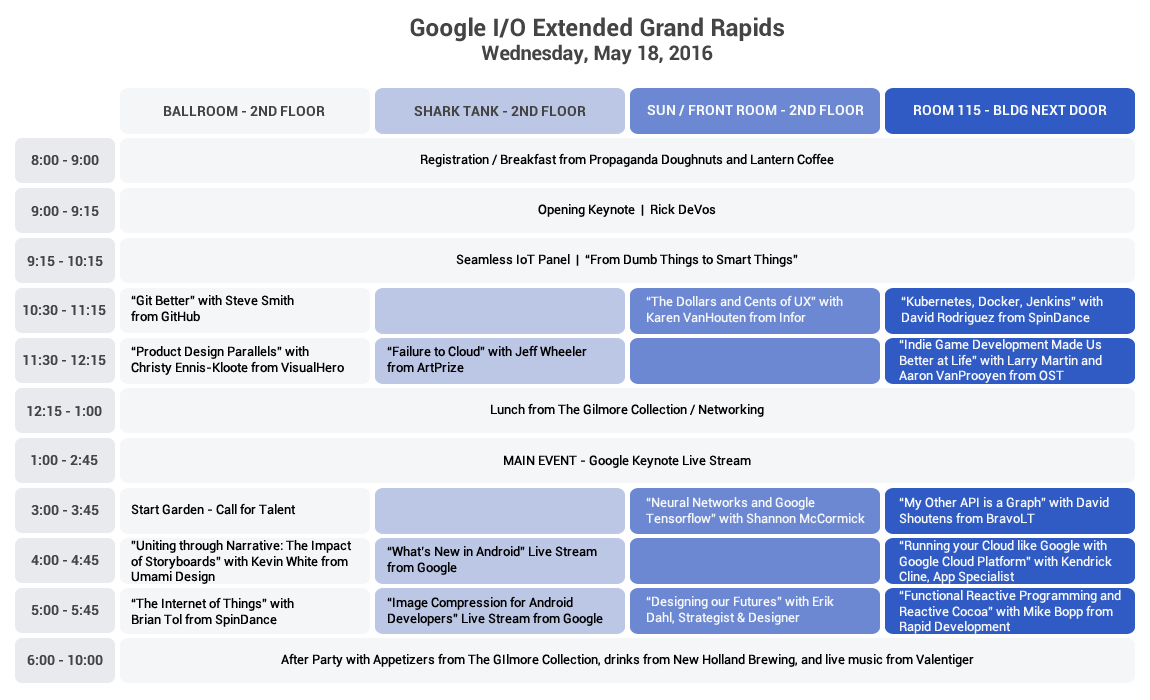 Google I/O Extended Grand Rapids
Wednesday, May 18, 2016
BALLROOM - 2ND FLOOR
SHARK TANK - 2ND FLOOR
SUN / FRONT ROOM - 2ND FLOOR
ROOM 115 - BLDG NEXT DOOR
8:00 - 9:00
Registration / Breakfast from Propaganda Doughnuts and Lantern Coffee
9:00 - 9:15
Opening Keynote | Rick DeVos
9:15 - 10:15
Seamless IoT Panel | “From Dumb Things to Smart Things”
10:30 - 11:15
“Git Better” with Steve Smith
from GitHub
“The Dollars and Cents of UX” with
Karen VanHouten from Infor
“Kubernetes, Docker, Jenkins” with
David Rodriguez from SpinDance
11:30 - 12:15
“Product Design Parallels” with
Christy Ennis-Kloote from VisualHero
“Failure to Cloud” with Jeff Wheeler
from ArtPrize
“Indie Game Development Made Us
Better at Life” with Larry Martin and
Aaron VanProoyen from OST
12:15 - 1:00
Lunch from The Gilmore Collection / Networking
1:00 - 2:45
MAIN EVENT - Google Keynote Live Stream
3:00 - 3:45
Start Garden - Call for Talent
“Neural Networks and Google
Tensorflow” with Shannon McCormick
“My Other API is a Graph” with David
Shoutens from BravoLT
4:00 - 4:45
"Uniting through Narrative: The Impact
of Storyboards” with Kevin White from
Umami Design
“What's New in Android” Live Stream
from Google
“Running your Cloud like Google with
Google Cloud Platform” with Kendrick
Cline, App Specialist
5:00 - 5:45
“The Internet of Things” with
Brian Tol from SpinDance
“Image Compression for Android
Developers” Live Stream from Google
“Designing our Futures” with Erik
Dahl, Strategist & Designer
“Functional Reactive Programming and
Reactive Cocoa” with Mike Bopp from
Rapid Development
6:00 - 10:00
After Party with Appetizers from The GIlmore Collection, drinks from New Holland Brewing, and live music from Valentiger